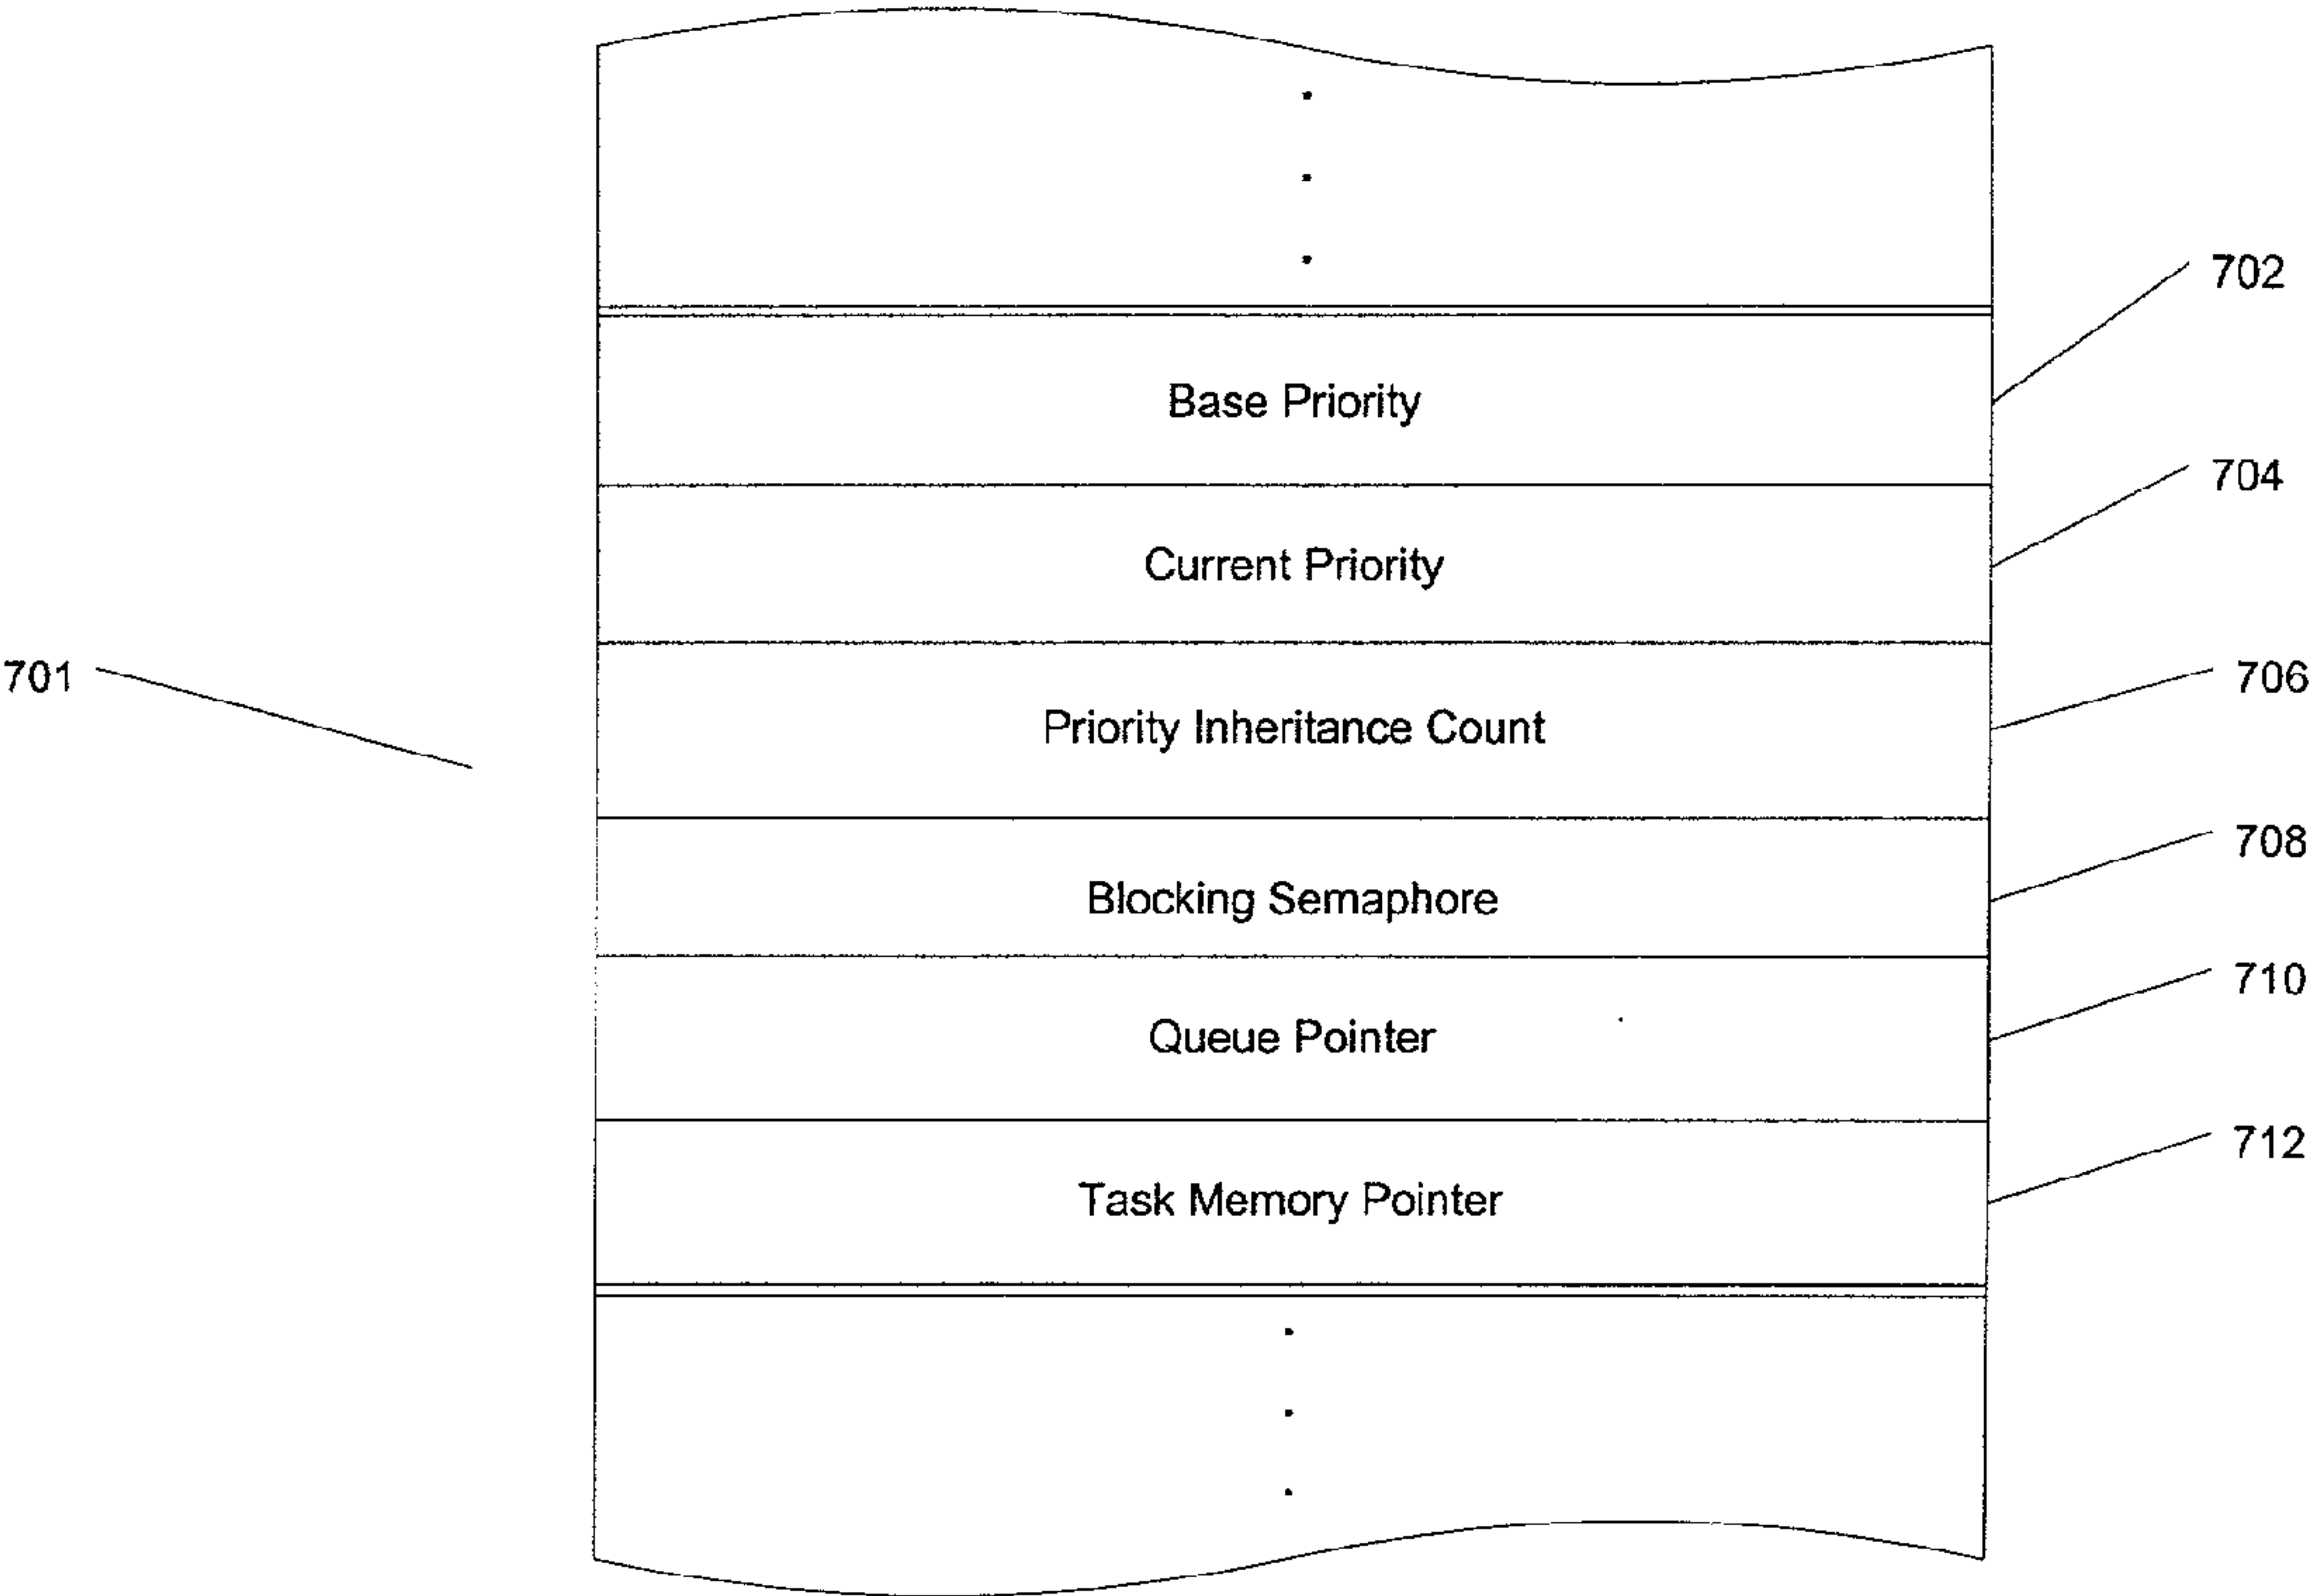 702
Base Priority
704
Current Priority
701
706
Priority Inheritance Count
708
Blocking Semaphore
710
Queue Pointer
712
Task Memory Pointer